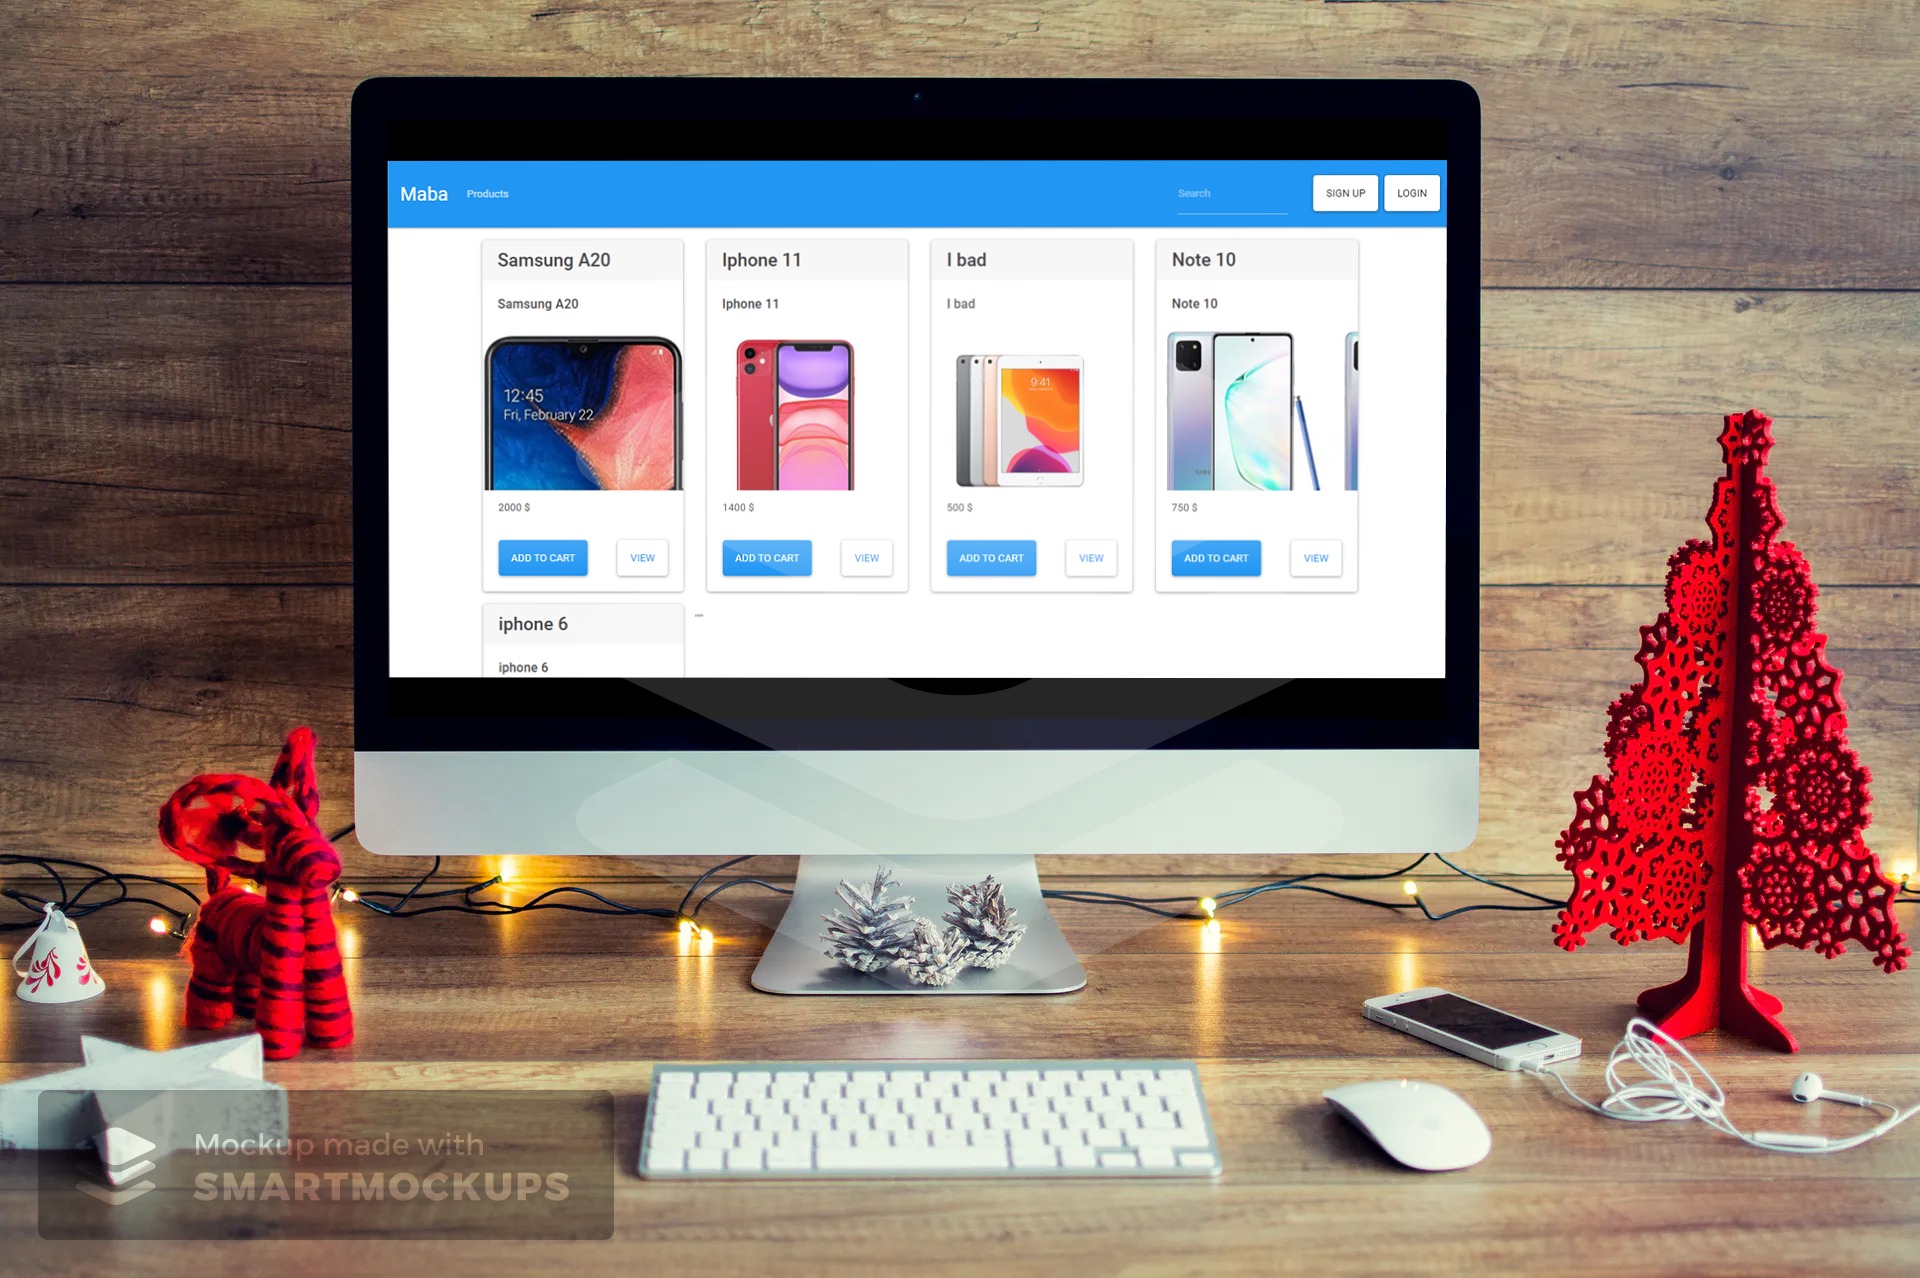 Maba
Products
Search
SIGN UP
LOGIN
Samsung A20
Iphone 11
I bad
Note 10
Samsung A20
Iphone 11
I bad
Note 10
12:45
Fri, February 22
9:41
2000 $
1400 $
500 $
750 $
ADD TO CART
VIEW
ADD TO CART
VIEW
ADD TO CART
VIEW
ADD TO CART
VIEW
iphone 6
iphone 6
Mockup made with
SMARTMOCKUPS